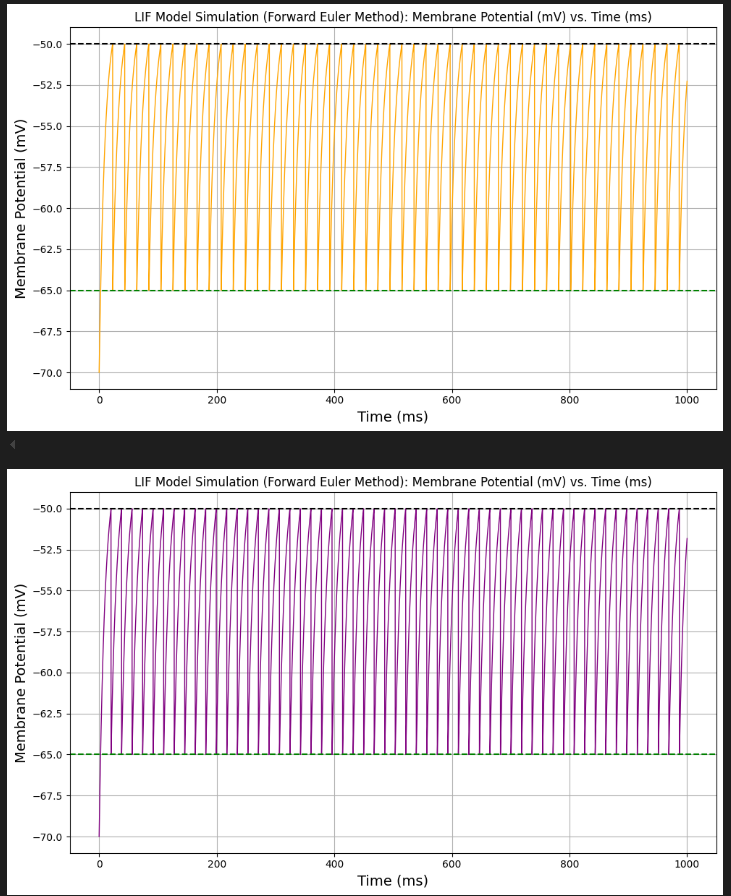 LIF Model Simulation (Forward Euler Method): Membrane Potential (mV) vs. Time (ms)
Membrane Potential (mV)
−50.0
−52.5
−55.0
−57.5
−60.0
−62.5
−65.0
−67.5
−70.0
0 200 400 600 800 1000
Time (ms)
LIF Model Simulation (Forward Euler Method): Membrane Potential (mV) vs. Time (ms)
Membrane Potential (mV)
−50.0
−52.5
−55.0
−57.5
−60.0
−62.5
−65.0
−67.5
−70.0
0 200 400 600 800 1000
Time (ms)